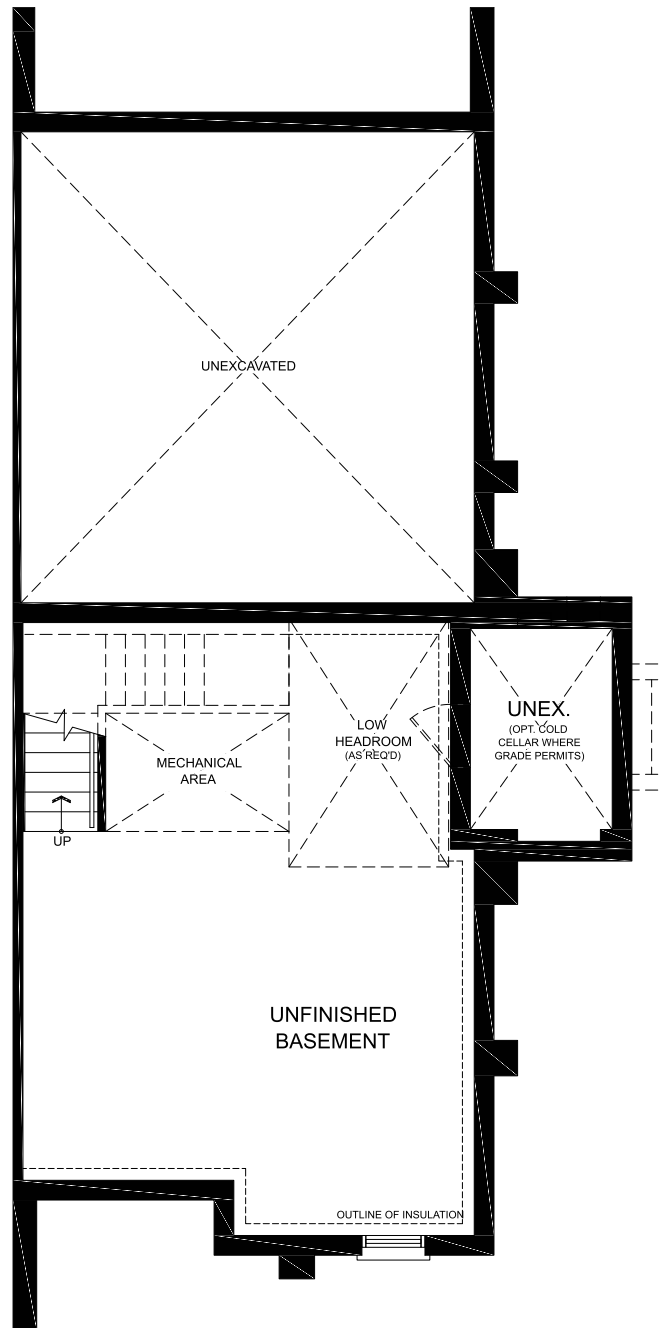 UNEXCAVATED
LOW
HEADROOM
(AS REQ'D)
UNEX.
(OPT. COLD
CELLAR WHERE
GRADE PERMITS)
MECHANICAL
AREA
UP
UNFINISHED
BASEMENT
OUTLINE OF INSULATION